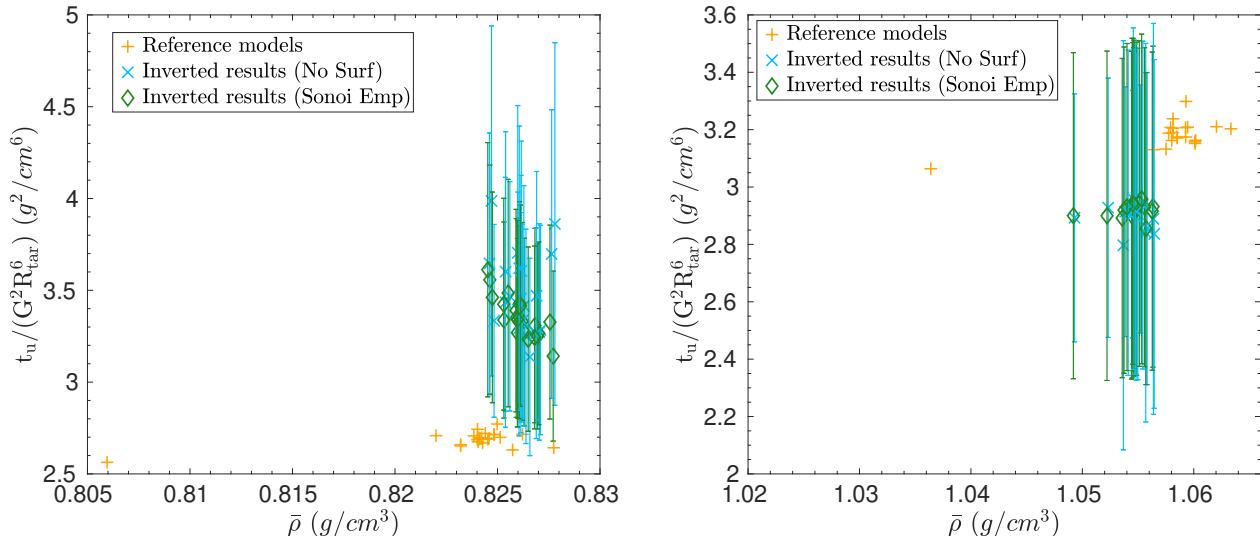 5
4.5
4
3.5
3
2.5
t_u/(G²R⁶_tar) (g²/cm⁶)
Reference models
Inverted results (No Surf)
Inverted results (Sonoi Emp)
0.805 0.81 0.815 0.82 0.825 0.83
ρ̄ (g/cm³)
3.6
3.4
3.2
3
2.8
2.6
2.4
2.2
2
t_u/(G²R⁶_tar) (g²/cm⁶)
Reference models
Inverted results (No Surf)
Inverted results (Sonoi Emp)
1.02 1.03 1.04 1.05 1.06
ρ̄ (g/cm³)